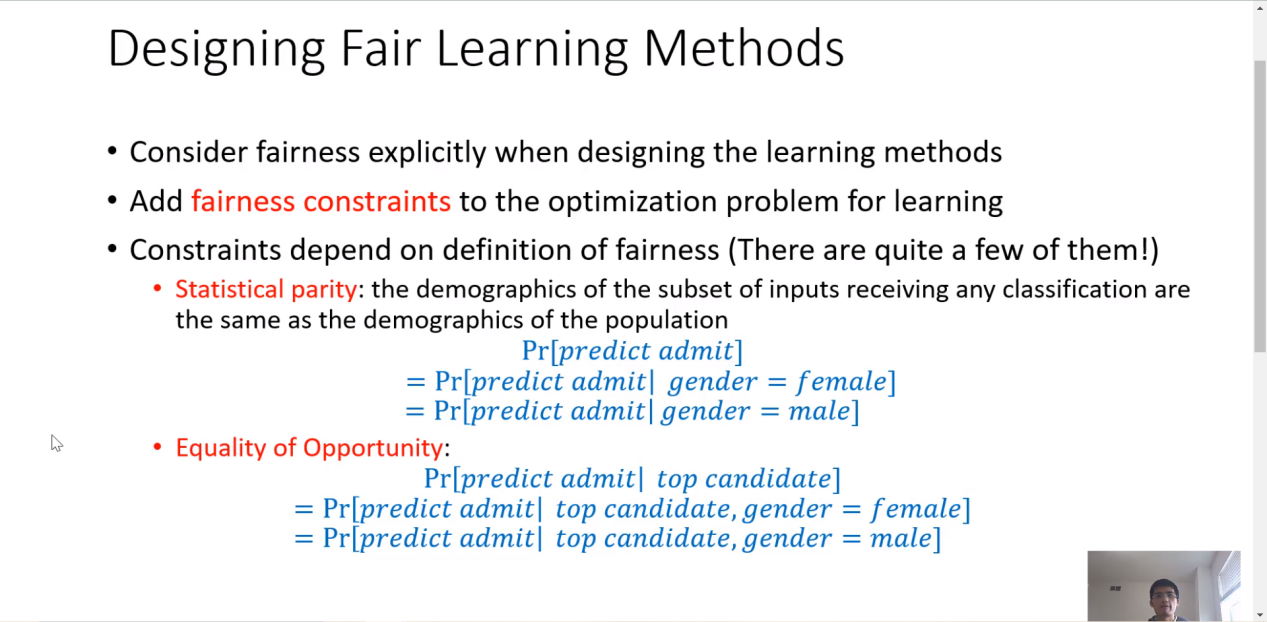 Designing Fair Learning Methods
• Consider fairness explicitly when designing the learning methods
• Add fairness constraints to the optimization problem for learning
• Constraints depend on definition of fairness (There are quite a few of them!)
• Statistical parity: the demographics of the subset of inputs receiving any classification are
the same as the demographics of the population
Pr[predict admit]
= Pr[predict admit| gender = female]
= Pr[predict admit| gender = male]
• Equality of Opportunity:
Pr[predict admit| top candidate]
= Pr[predict admit| top candidate, gender = female]
= Pr[predict admit| top candidate, gender = male]